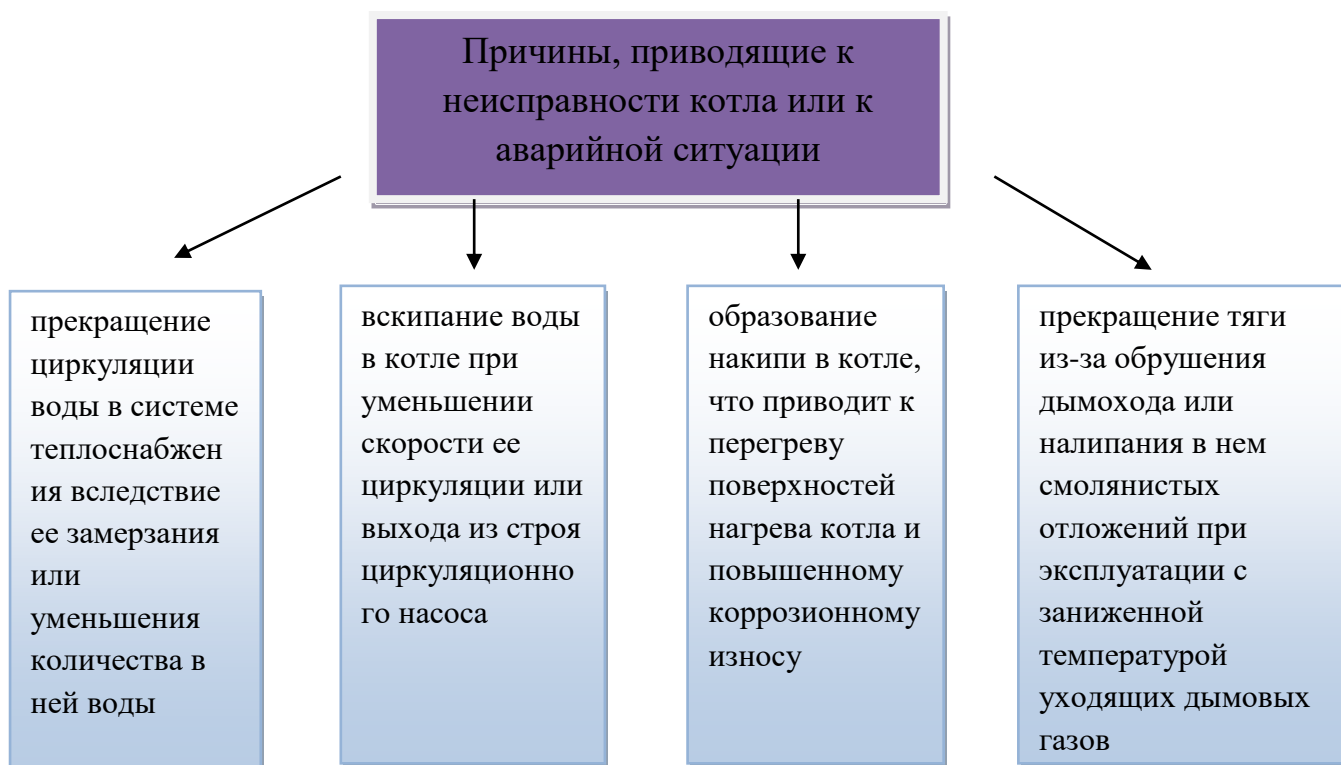 Причины, приводящие к
неисправности котла или к
аварийной ситуации
прекращение
циркуляции
воды в системе
теплоснабжен
ия вследствие
ее замерзания
или
уменьшения
количества в
ней воды
вскипание воды
в котле при
уменьшении
скорости ее
циркуляции или
выхода из строя
циркуляционно
го насоса
образование
накипи в котле,
что приводит к
перегреву
поверхностей
нагрева котла и
повышенному
коррозионному
износу
прекращение тяги
из-за обрушения
дымохода или
налипания в нем
смолянистых
отложений при
эксплуатации с
заниженной
температурой
уходящих дымовых
газов